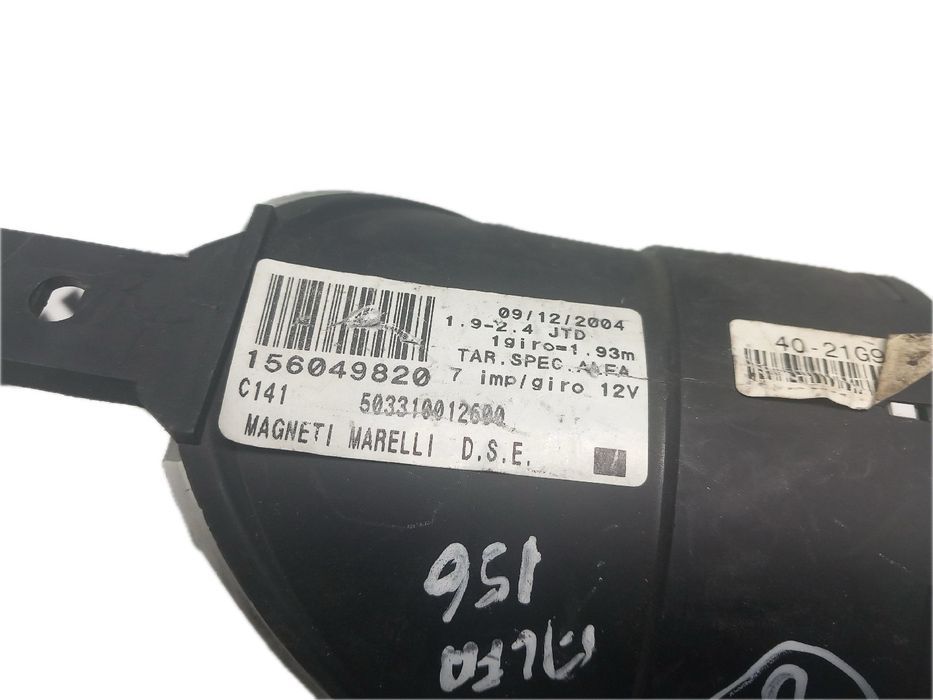 09/12/2004
1.9-2.4 JTD
1giro=1.93m
TAR.SPEC.ALFA
156049820 7 imp/giro 12V
C141 503310012600
MAGNETI MARELLI D.S.E.
40-21G9
156
ALFA